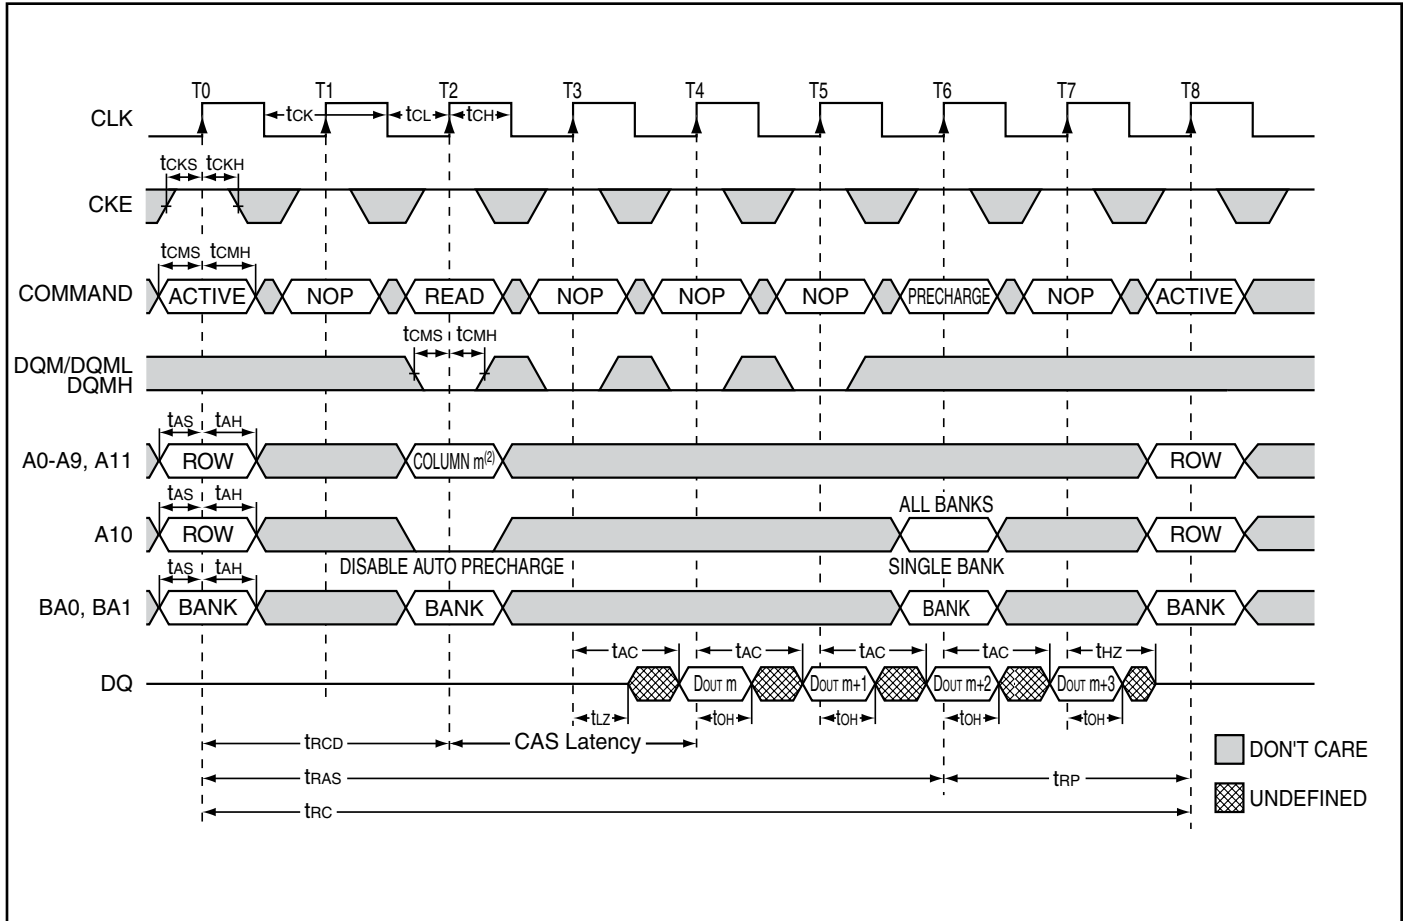 T0 T1 T2 T3 T4 T5 T6 T7 T8
CLK tCK tCL tCH
tCKS tCKH
CKE
tCMS tCMH
COMMAND ACTIVE NOP READ NOP NOP NOP PRECHARGE NOP ACTIVE
tCMS tCMH
DQM/DQML
DQMH
tAS tAH
A0-A9, A11 ROW COLUMN m(2) ROW
tAS tAH ALL BANKS
A10 ROW ROW
DISABLE AUTO PRECHARGE SINGLE BANK
tAS tAH
BA0, BA1 BANK BANK BANK BANK
tAC tAC tAC tAC tHZ
DQ DOUT m DOUT m+1 DOUT m+2 DOUT m+3
tLZ tOH tOH tOH tOH
tRCD CAS Latency
DON'T CARE
tRAS tRP
UNDEFINED
tRC